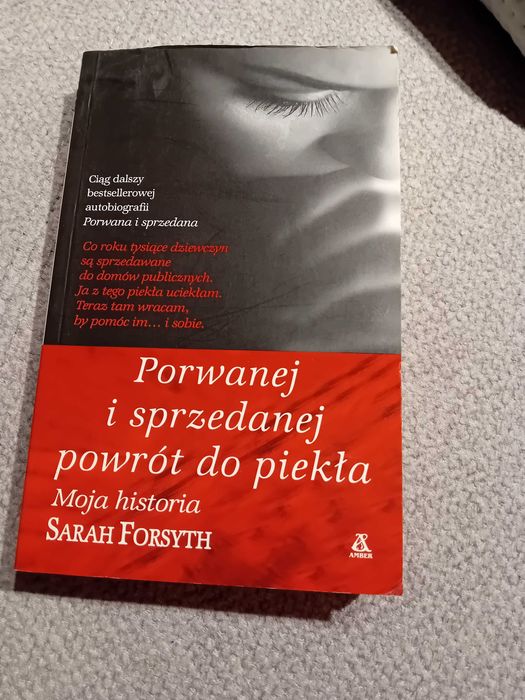 Ciąg dalszy
bestsellerowej
autobiografii
Porwana i sprzedana
Co roku tysiące dziewczyn
są sprzedawane
do domów publicznych.
Ja z tego piekła uciekłam.
Teraz tam wracam,
by pomóc im... i sobie.
Porwanej
i sprzedanej
powrót do piekła
Moja historia
SARAH FORSYTH
AMBER